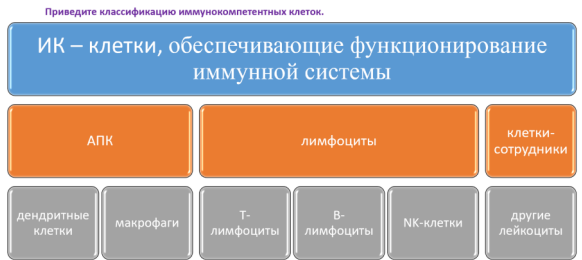 Приведите классификацию иммунокомпетентных клеток.
ИК – клетки, обеспечивающие функционирование
иммунной системы
АПК
лимфоциты
клетки-
сотрудники
дендритные
клетки
макрофаги
Т-
лимфоциты
В-
лимфоциты
NK-клетки
другие
лейкоциты